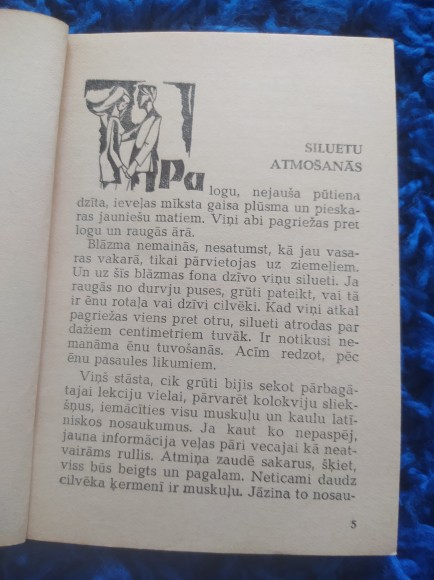 SILUETU
ATMOŠANĀS
Pa
logu, nejauša pūtiena
dzīta, ieveļas mīksta gaisa plūsma un pieska-
ras jauniešu matiem. Viņi abi pagriežas pret
logu un raugās ārā.
Blāzma nemainās, nesatumst, kā jau vasa-
ras vakarā, tikai pārvietojas uz ziemeļiem.
Un uz šīs blāzmas fona dzīvo viņu silueti. Ja
raugās no durvju puses, grūti pateikt, vai tā
ir ēnu rotaļa vai dzīvi cilvēki. Kad viņi atkal
pagriežas viens pret otru, silueti atrodas par
dažiem centimetriem tuvāk. Ir notikusi ne-
manāma ēnu tuvošanās. Acīm redzot, pēc
ēnu pasaules likumiem.
Viņš stāsta, cik grūti bijis sekot pārbagā-
tajai lekciju vielai, pārvarēt kolokviju sliek-
šņus, iemācīties visu muskuļu un kaulu latī-
niskos nosaukumus. Ja kaut ko nepaspēj,
jauna informācija veļas pāri vecajai kā neat-
vairāms rullis. Atmiņa zaudē sakarus, šķiet,
viss būs beigts un pagalam. Neticami daudz
cilvēka ķermenī ir muskuļu. Jāzina to nosau-
5